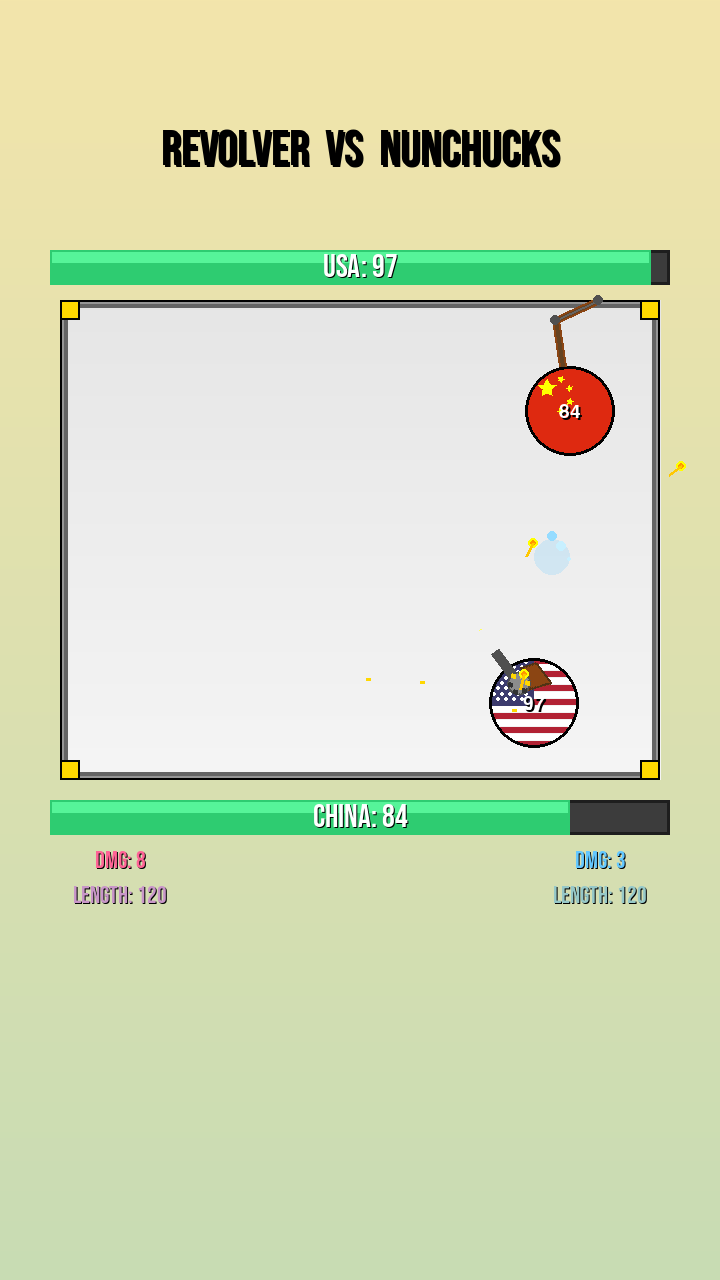 REVOLVER VS NUNCHUCKS
USA: 97
84
97
CHINA: 84
DMG: 8
DMG: 3
LENGTH: 120
LENGTH: 120